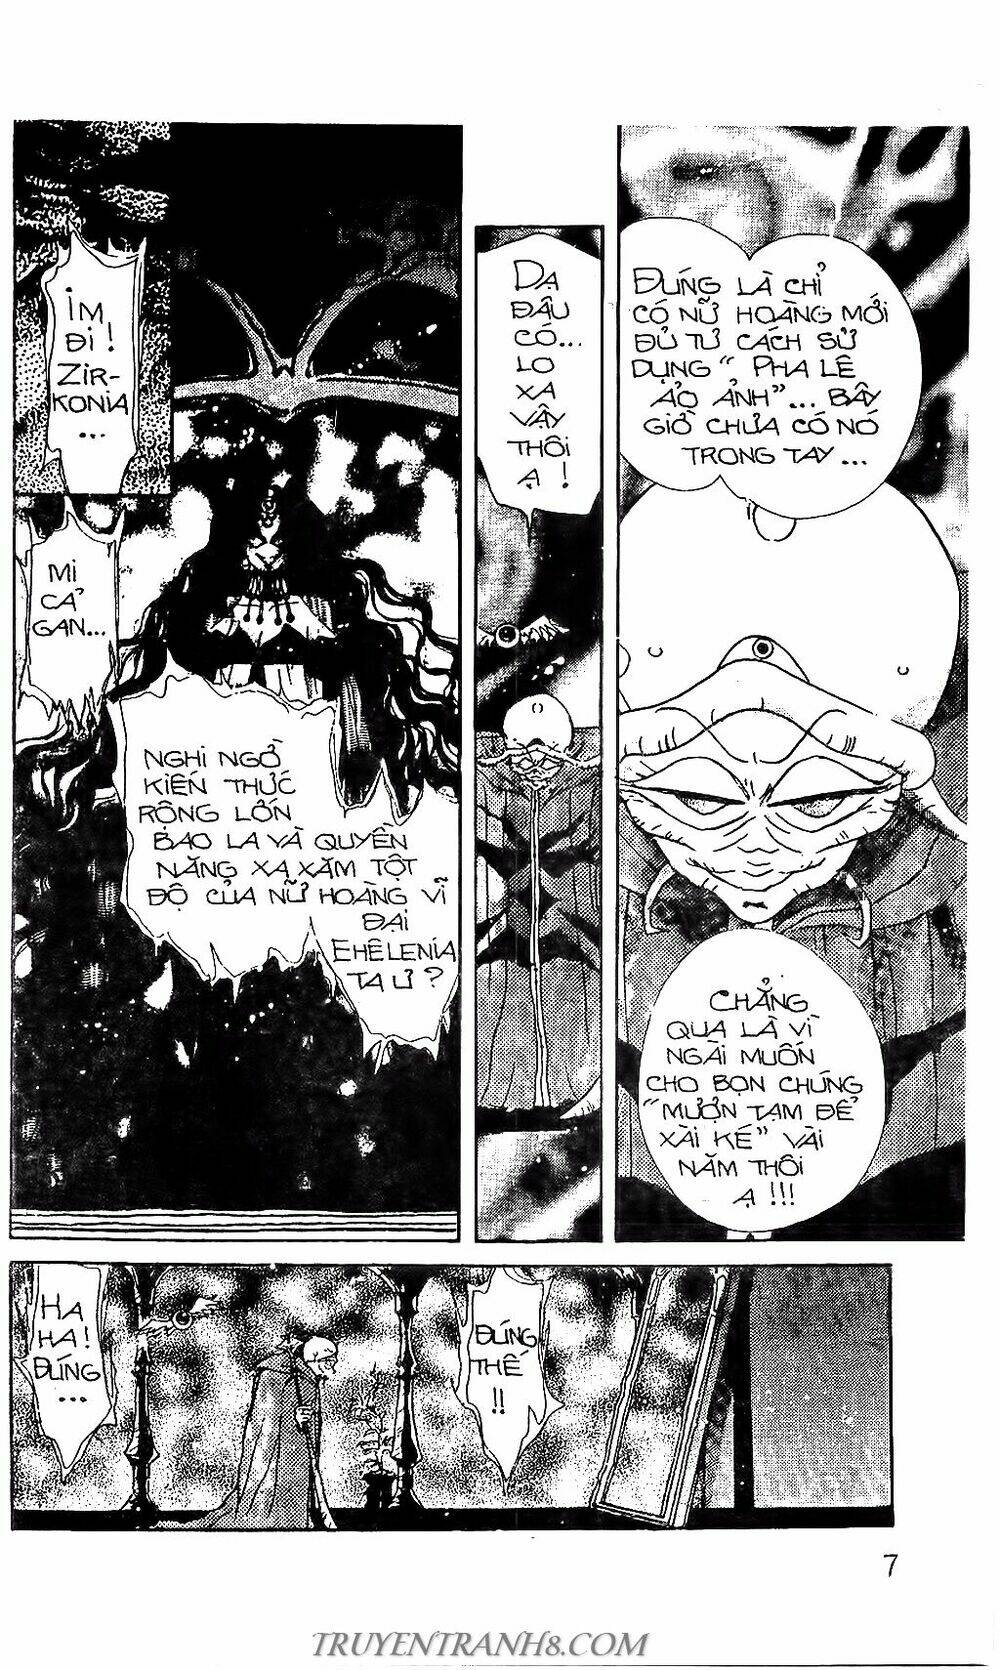 İM
ĐI!
ZIR-
KONIA
...
MI
CẢ
GAN...
NGHI NGỜ
KIẾN THỨC
RỘNG LỚN
BAO LA VÀ QUYỀN
NĂNG XA XĂM TỘT
ĐỘ CỦA NỮ HOÀNG VĨ
ĐẠI
EHÊLENIA
TA Ư?
DẠ
ĐÂU
CÓ...
LO
XA
VẬY
THÔI
Ạ!
ĐÚNG LÀ CHỈ
CÓ NỮ HOÀNG MỚI
ĐỦ TƯ CÁCH SỬ
DỤNG "PHA LÊ
ẢO ẢNH"... BÂY
GIỜ CHƯA CÓ NÓ
TRONG TAY...
CHẲNG
QUA LÀ VÌ
NGÀI MUỐN
CHO BỌN CHÚNG
"MƯỢN TẠM ĐỂ
XÀI KÉ" VÀI
NĂM THÔI
Ạ!!!
HA
HA!
ĐÚNG
...
ĐÚNG
THẾ
!!
7
TRUYENTRANH8.COM